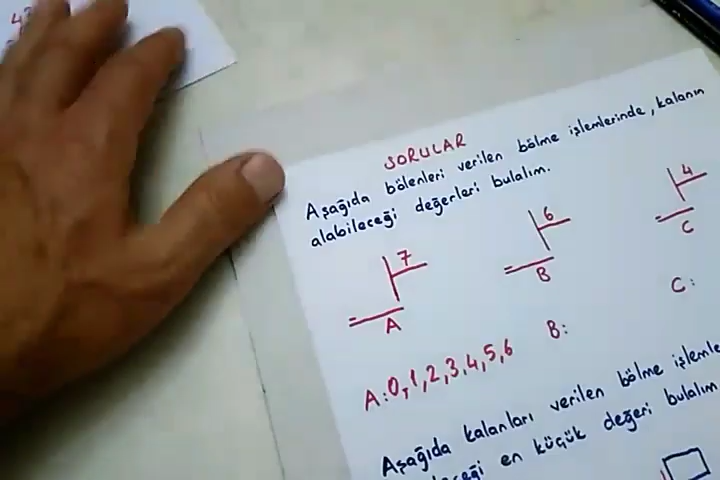 SORULAR
Aşağıda bölenleri verilen bölme işlemlerinde, kalanın
alabileceği değerleri bulalım.
7 6 4
A B C
A: 0, 1, 2, 3, 4, 5, 6 B: C:
Aşağıda kalanları verilen bölme
en küçük değeri bulalım